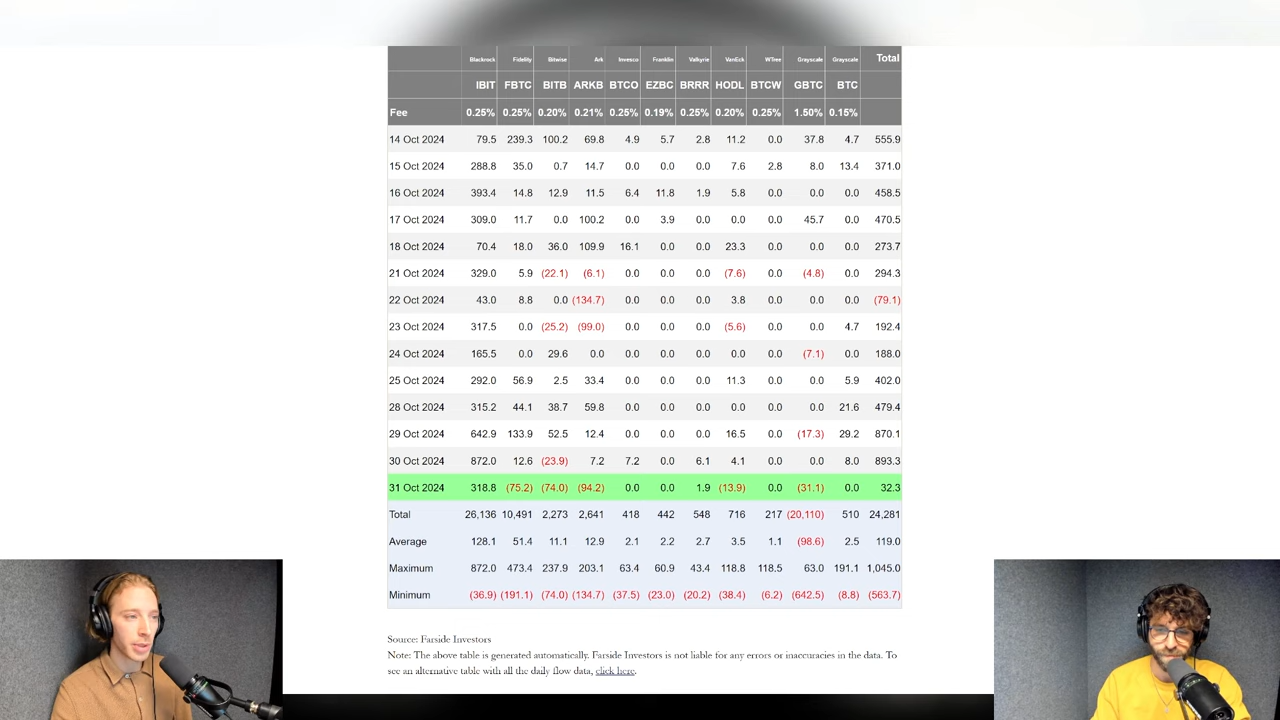 Blackrock Fidelity Bitwise Ark Invesco Franklin Valkyrie VanEck WTree Grayscale Grayscale Total
IBIT FBTC BITB ARKB BTCO EZBC BRRR HODL BTCW GBTC BTC
Fee 0.25% 0.25% 0.20% 0.21% 0.25% 0.19% 0.25% 0.20% 0.25% 1.50% 0.15%
14 Oct 2024 79.5 239.3 100.2 69.8 4.9 5.7 2.8 11.2 0.0 37.8 4.7 555.9
15 Oct 2024 288.8 35.0 0.7 14.7 0.0 0.0 0.0 7.6 2.8 8.0 13.4 371.0
16 Oct 2024 393.4 14.8 12.9 11.5 6.4 11.8 1.9 5.8 0.0 0.0 0.0 458.5
17 Oct 2024 309.0 11.7 0.0 100.2 0.0 3.9 0.0 0.0 0.0 45.7 0.0 470.5
18 Oct 2024 70.4 18.0 36.0 109.9 16.1 0.0 0.0 23.3 0.0 0.0 0.0 273.7
21 Oct 2024 329.0 5.9 (22.1) (6.1) 0.0 0.0 0.0 (7.6) 0.0 (4.8) 0.0 294.3
22 Oct 2024 43.0 8.8 0.0 (134.7) 0.0 0.0 0.0 3.8 0.0 0.0 0.0 (79.1)
23 Oct 2024 317.5 0.0 (25.2) (99.0) 0.0 0.0 0.0 (5.6) 0.0 0.0 4.7 192.4
24 Oct 2024 165.5 0.0 29.6 0.0 0.0 0.0 0.0 0.0 0.0 (7.1) 0.0 188.0
25 Oct 2024 292.0 56.9 2.5 33.4 0.0 0.0 0.0 11.3 0.0 0.0 5.9 402.0
28 Oct 2024 315.2 44.1 38.7 59.8 0.0 0.0 0.0 0.0 0.0 0.0 21.6 479.4
29 Oct 2024 642.9 133.9 52.5 12.4 0.0 0.0 0.0 16.5 0.0 (17.3) 29.2 870.1
30 Oct 2024 872.0 12.6 (23.9) 7.2 7.2 0.0 6.1 4.1 0.0 0.0 8.0 893.3
31 Oct 2024 318.8 (75.2) (74.0) (94.2) 0.0 0.0 1.9 (13.9) 0.0 (31.1) 0.0 32.3
Total 26,136 10,491 2,273 2,641 418 442 548 716 217 (20,110) 510 24,281
Average 128.1 51.4 11.1 12.9 2.1 2.2 2.7 3.5 1.1 (98.6) 2.5 119.0
Maximum 872.0 473.4 237.9 203.1 63.4 60.9 43.4 118.8 118.5 63.0 191.1 1,045.0
Minimum (36.9) (191.1) (74.0) (134.7) (37.5) (23.0) (20.2) (38.4) (6.2) (642.5) (8.8) (563.7)
Source: Farside Investors
Note: The above table is generated automatically. Farside Investors is not liable for any errors or inaccuracies in the data. To
see an alternative table with all the daily flow data, click here.